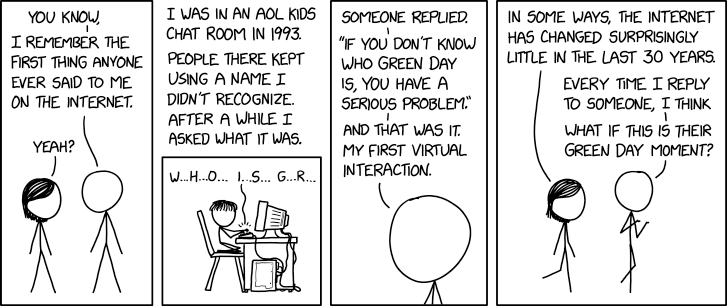 YOU KNOW,
I REMEMBER THE
FIRST THING ANYONE
EVER SAID TO ME
ON THE INTERNET.
YEAH?
I WAS IN AN AOL KIDS
CHAT ROOM IN 1993.
PEOPLE THERE KEPT
USING A NAME I
DIDN'T RECOGNIZE.
AFTER A WHILE I
ASKED WHAT IT WAS.
W...H...O... I...S... G...R...
SOMEONE REPLIED.
"IF YOU DON'T KNOW
WHO GREEN DAY
IS, YOU HAVE A
SERIOUS PROBLEM."
AND THAT WAS IT.
MY FIRST VIRTUAL
INTERACTION.
IN SOME WAYS, THE INTERNET
HAS CHANGED SURPRISINGLY
LITTLE IN THE LAST 30 YEARS.
EVERY TIME I REPLY
TO SOMEONE, I THINK
WHAT IF THIS IS THEIR
GREEN DAY MOMENT?